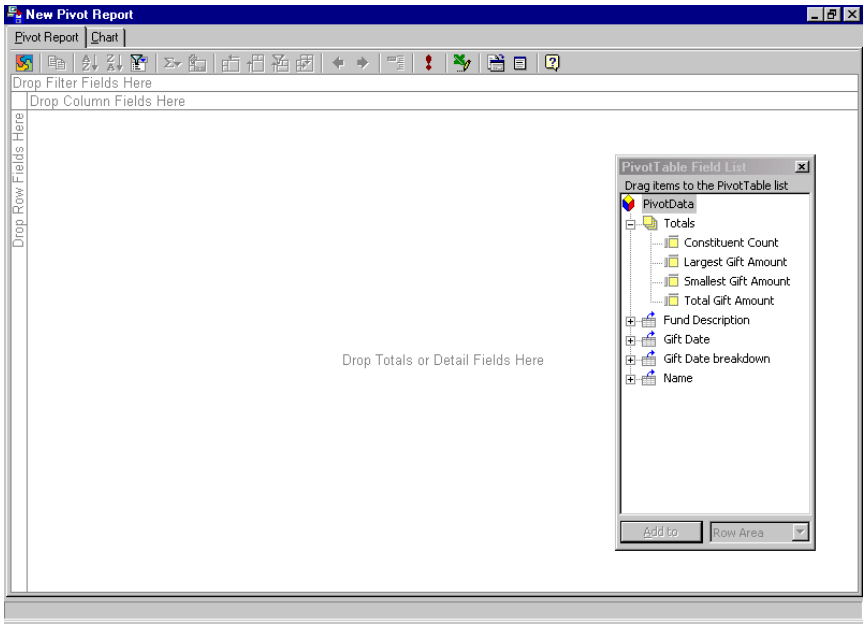 New Pivot Report
Pivot Report
Chart
Drop Filter Fields Here
Drop Column Fields Here
Drop Row Fields Here
Drop Totals or Detail Fields Here
PivotTable Field List
Drag items to the PivotTable list
PivotData
Totals
Constituent Count
Largest Gift Amount
Smallest Gift Amount
Total Gift Amount
Fund Description
Gift Date
Gift Date breakdown
Name
Add to
Row Area